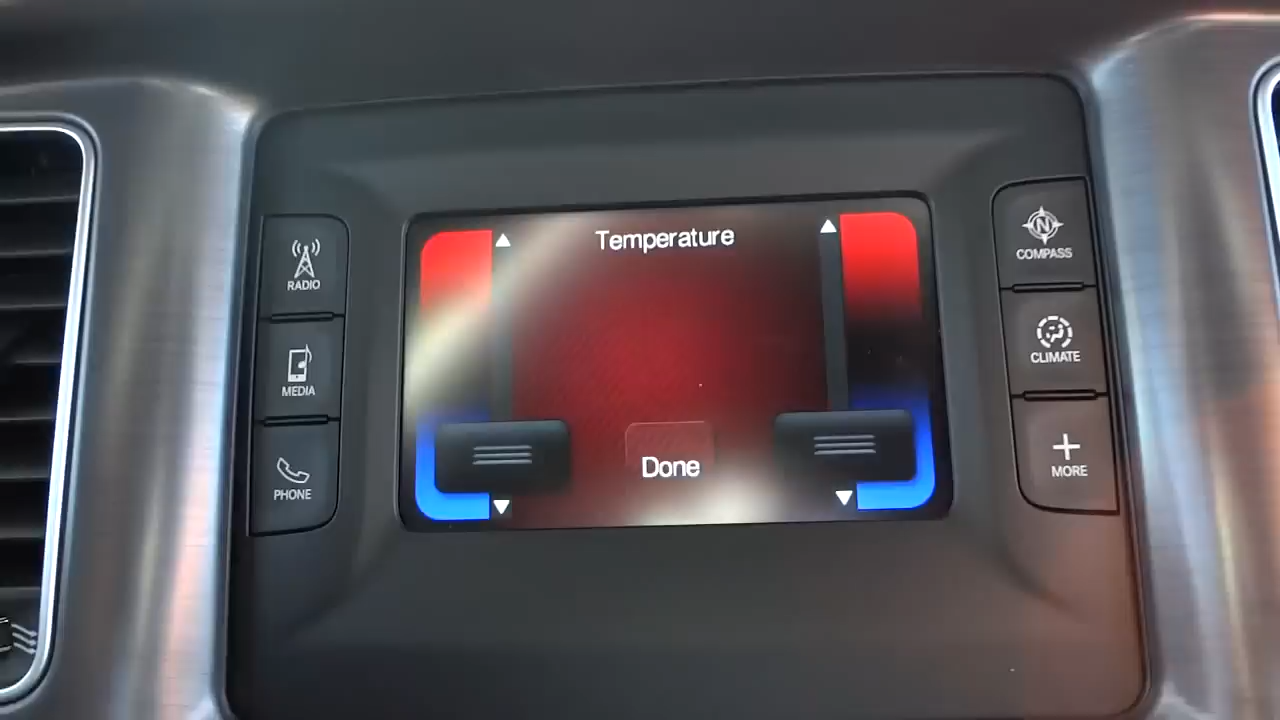 Temperature
RADIO
MEDIA
PHONE
Done
N
COMPASS
CLIMATE
MORE